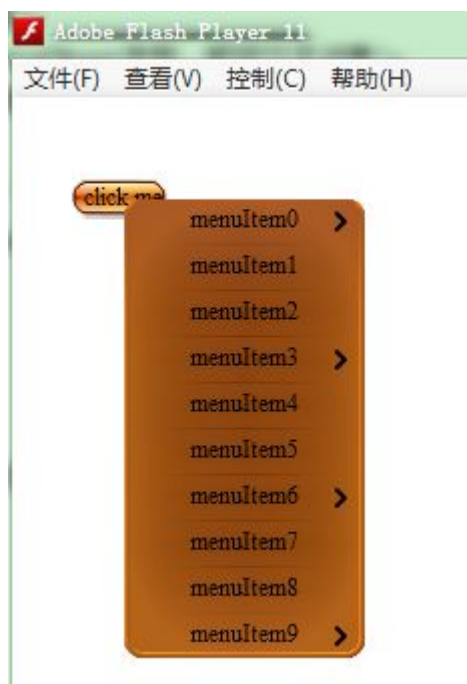 Adobe Flash Player 11
文件(F) 查看(V) 控制(C) 帮助(H)
click me
menuItem0
menuItem1
menuItem2
menuItem3
menuItem4
menuItem5
menuItem6
menuItem7
menuItem8
menuItem9